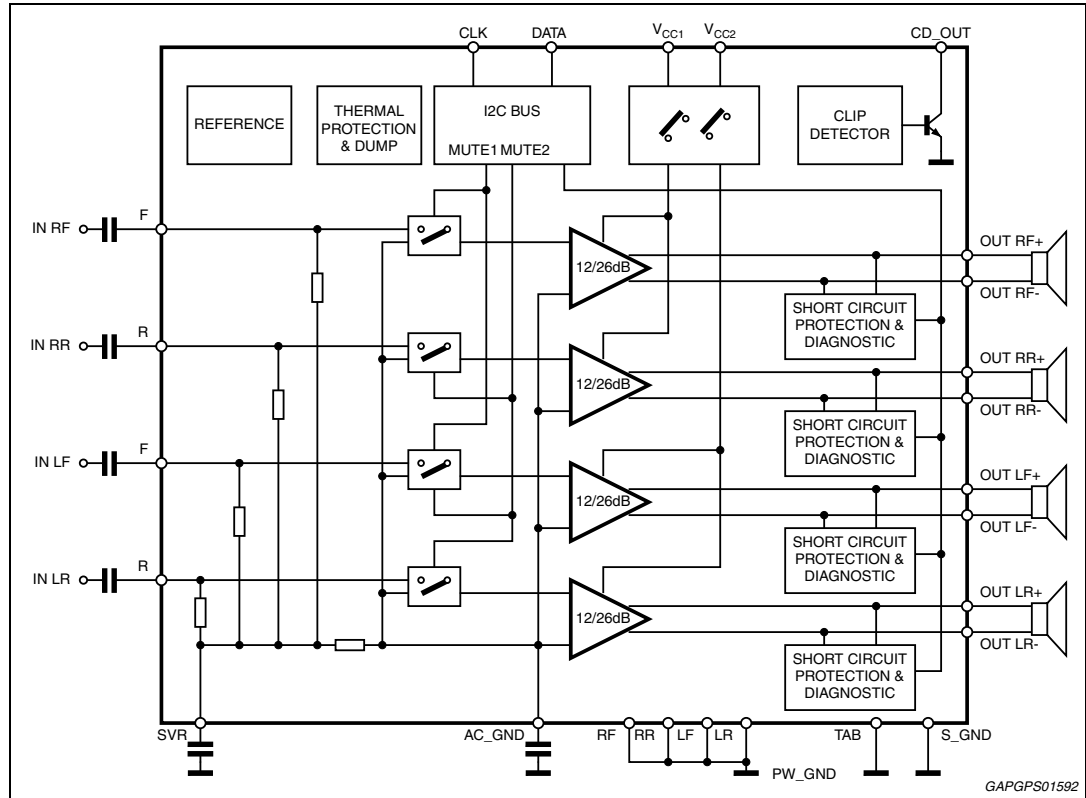 CLK
DATA
VCC1
VCC2
CD_OUT
REFERENCE
THERMAL
PROTECTION
& DUMP
I2C BUS
MUTE1 MUTE2
CLIP
DETECTOR
IN RF
F
12/26dB
OUT RF+
OUT RF-
SHORT CIRCUIT
PROTECTION &
DIAGNOSTIC
IN RR
R
12/26dB
OUT RR+
OUT RR-
SHORT CIRCUIT
PROTECTION &
DIAGNOSTIC
IN LF
F
12/26dB
OUT LF+
OUT LF-
SHORT CIRCUIT
PROTECTION &
DIAGNOSTIC
IN LR
R
12/26dB
OUT LR+
OUT LR-
SHORT CIRCUIT
PROTECTION &
DIAGNOSTIC
SVR
AC_GND
RF
RR
LF
LR
PW_GND
TAB
S_GND
GAPGPS01592